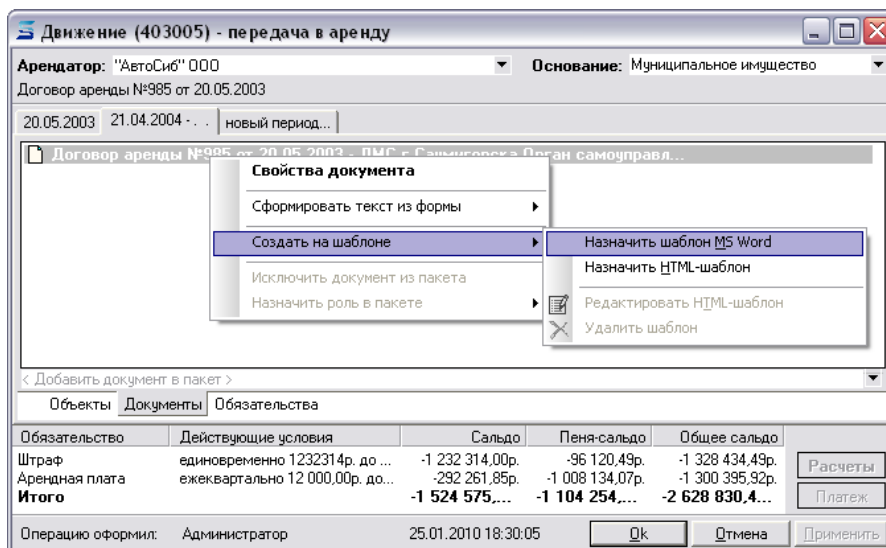 Движение (403005) - передача в аренду
Арендатор: "АвтоСиб" ООО Основание: Муниципальное имущество
Договор аренды №985 от 20.05.2003
20.05.2003 21.04.2004 - . . новый период...
Договор аренды №985 от 20.05.2003 - ДМС г.Саумигорска Орган самоуправл...
Свойства документа
Сформировать текст из формы
Создать на шаблоне
Назначить шаблон MS Word
Назначить HTML-шаблон
Исключить документ из пакета
Назначить роль в пакете
Редактировать HTML-шаблон
Удалить шаблон
< Добавить документ в пакет >
Объекты Документы Обязательства
Обязательство Действующие условия Сальдо Пеня-сальдо Общее сальдо
Штраф единовременно 1232314р. до ... -1 232 314,00р. -96 120,49р. -1 328 434,49р.
Арендная плата ежеквартально 12 000,00р. до... -292 261,85р. -1 008 134,07р. -1 300 395,92р.
Итого -1 524 575,... -1 104 254,... -2 628 830,4...
Расчеты
Платеж
Операцию оформил: Администратор 25.01.2010 18:30:05 Ok Отмена Применить